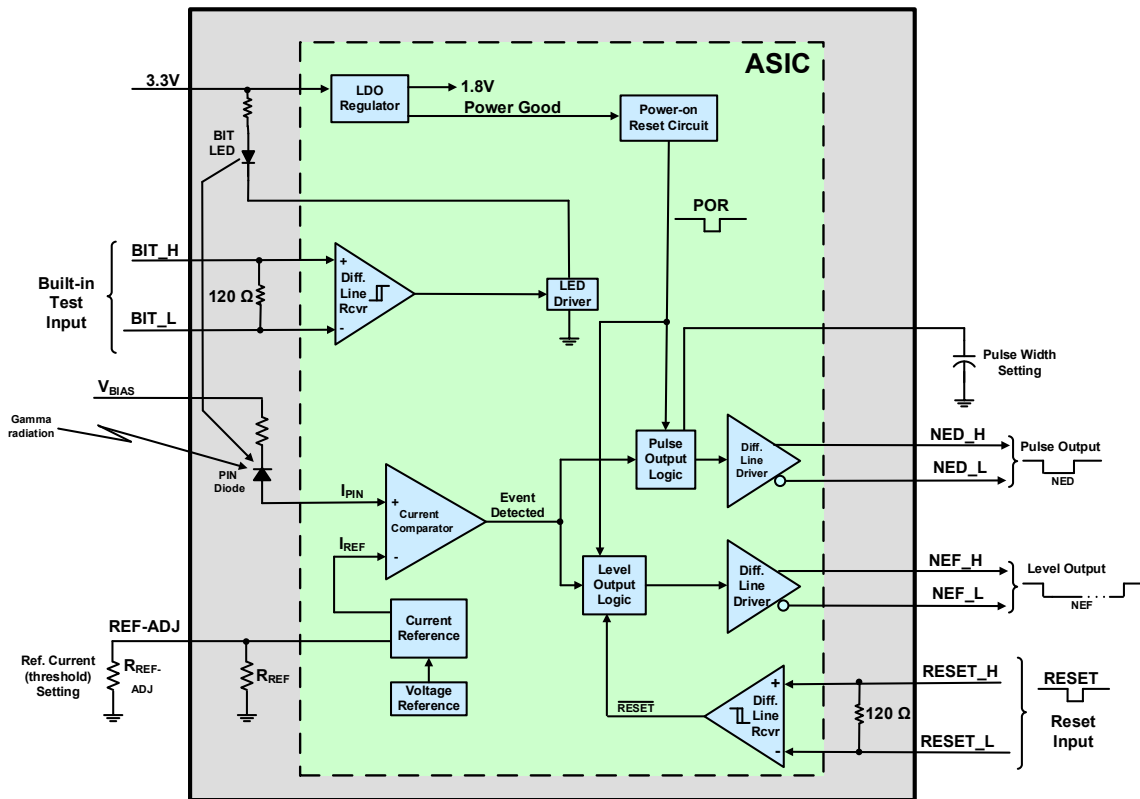 ASIC
3.3V
LDO
Regulator
1.8V
Power Good
Power-on
Reset Circuit
BIT
LED
POR
BIT_H
BIT_L
Built-in
Test
Input
120 Ω
+
-
Diff.
Line
Rcvr
LED
Driver
Pulse Width
Setting
VBIAS
Gamma
radiation
PIN
Diode
IPIN
IREF
+
-
Current
Comparator
Event
Detected
Pulse
Output
Logic
Diff.
Line
Driver
NED_H
NED_L
Pulse Output
NED
Level
Output
Logic
Diff.
Line
Driver
NEF_H
NEF_L
Level Output
NEF
REF-ADJ
Ref. Current
(threshold)
Setting
RREF-
ADJ
RREF
Current
Reference
Voltage
Reference
RESET
+
-
Diff.
Line
Rcvr
RESET_H
RESET_L
120 Ω
RESET
Reset
Input